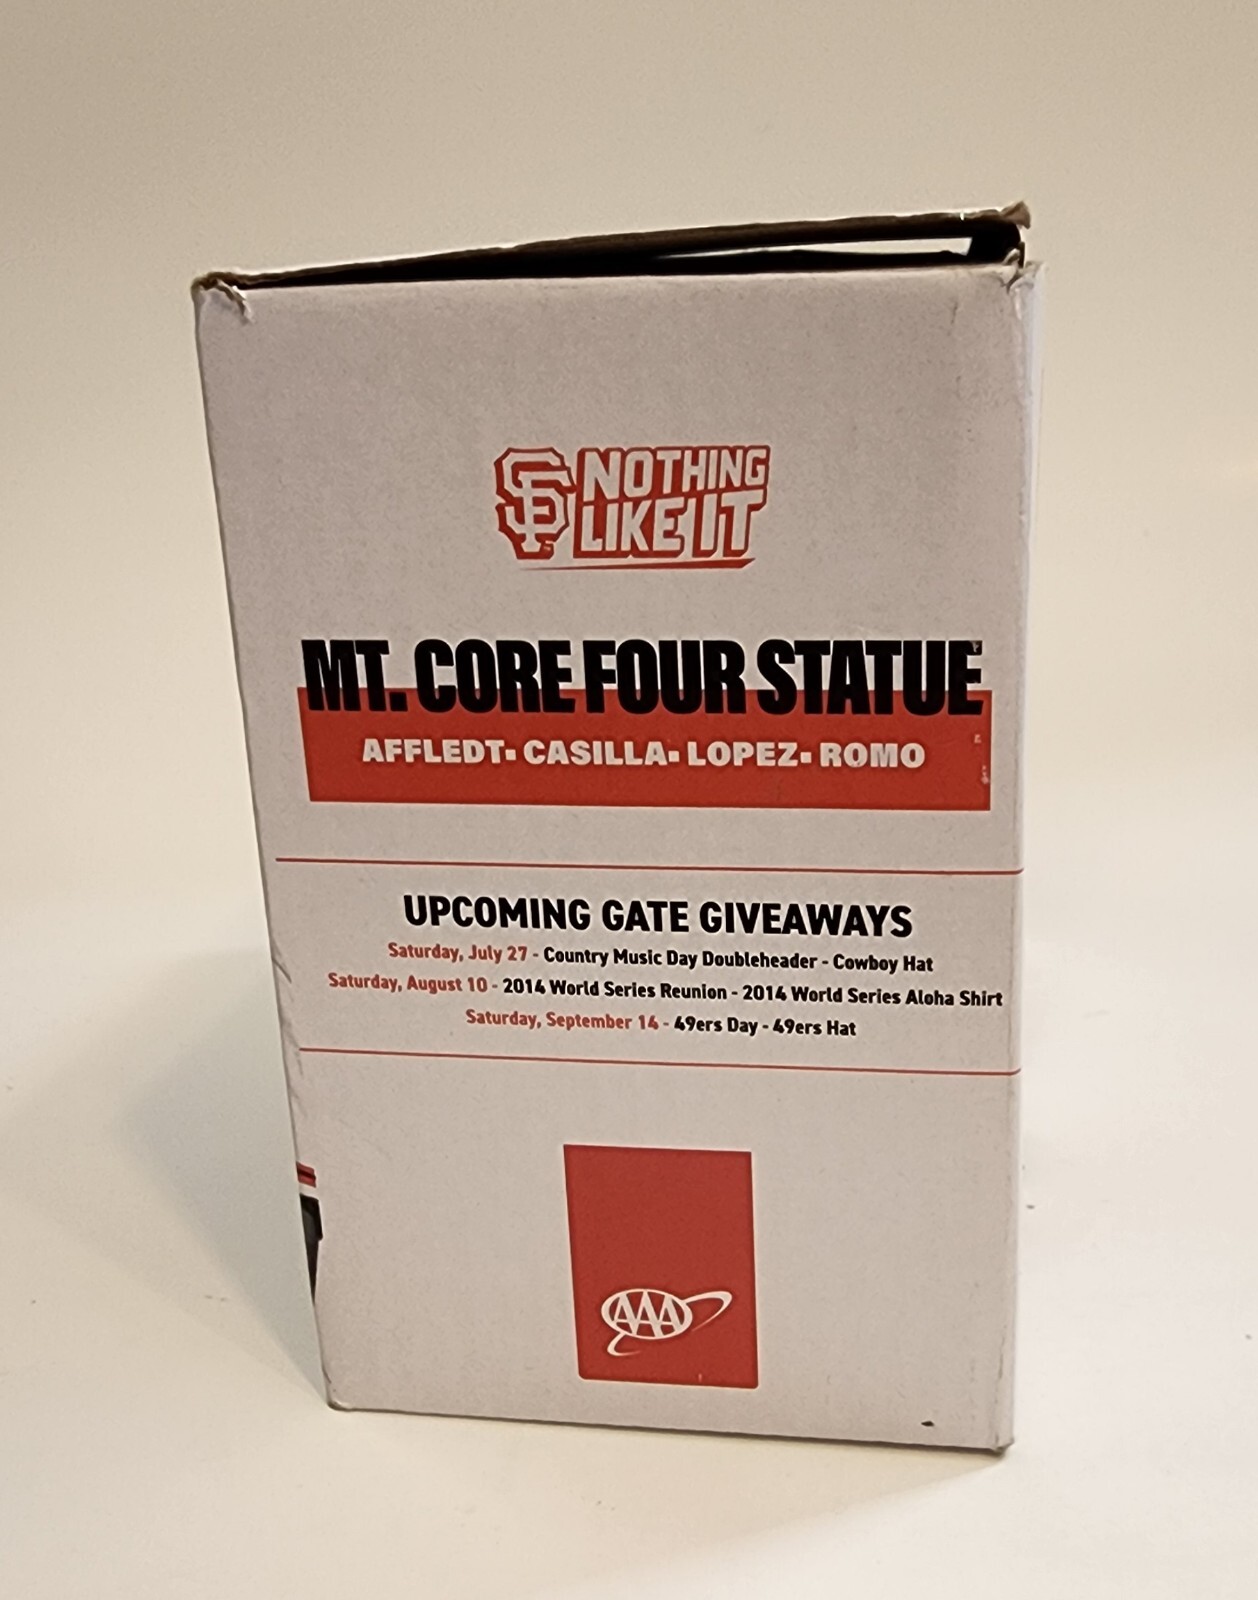 SF NOTHING
LIKE IT
MT. CORE FOUR STATUE
AFFLEDT▪ CASILLA▪ LOPEZ▪ ROMO
UPCOMING GATE GIVEAWAYS
Saturday, July 27 - Country Music Day Doubleheader - Cowboy Hat
Saturday, August 10 - 2014 World Series Reunion - 2014 World Series Aloha Shirt
Saturday, September 14 - 49ers Day - 49ers Hat
AAA